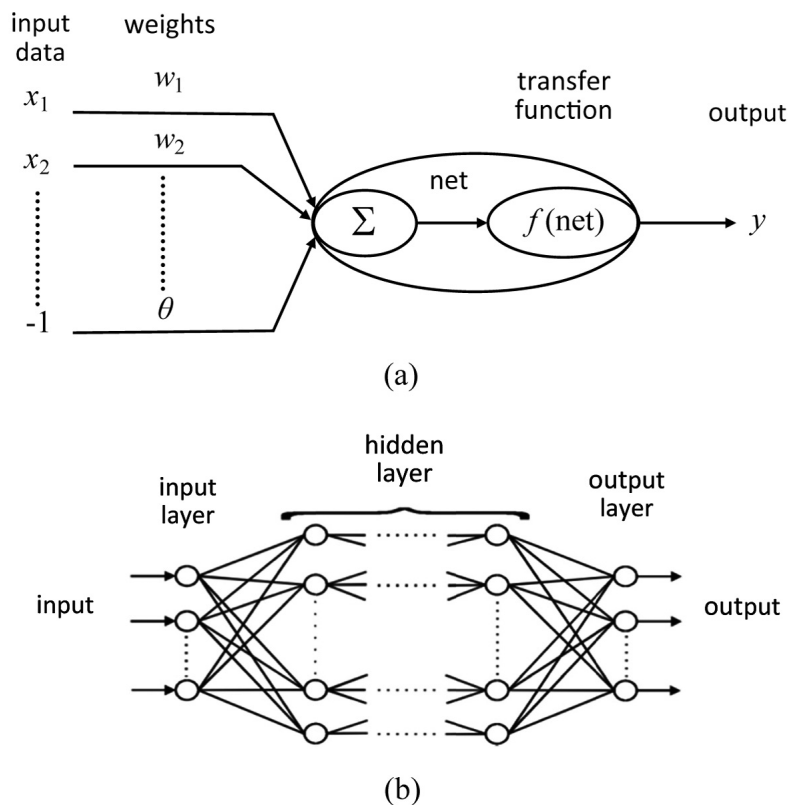 input
data
weights
x1
w1
x2
w2
-1
θ
transfer
function
output
net
Σ
f(net)
y
(a)
hidden
layer
input
layer
output
layer
input
output
(b)